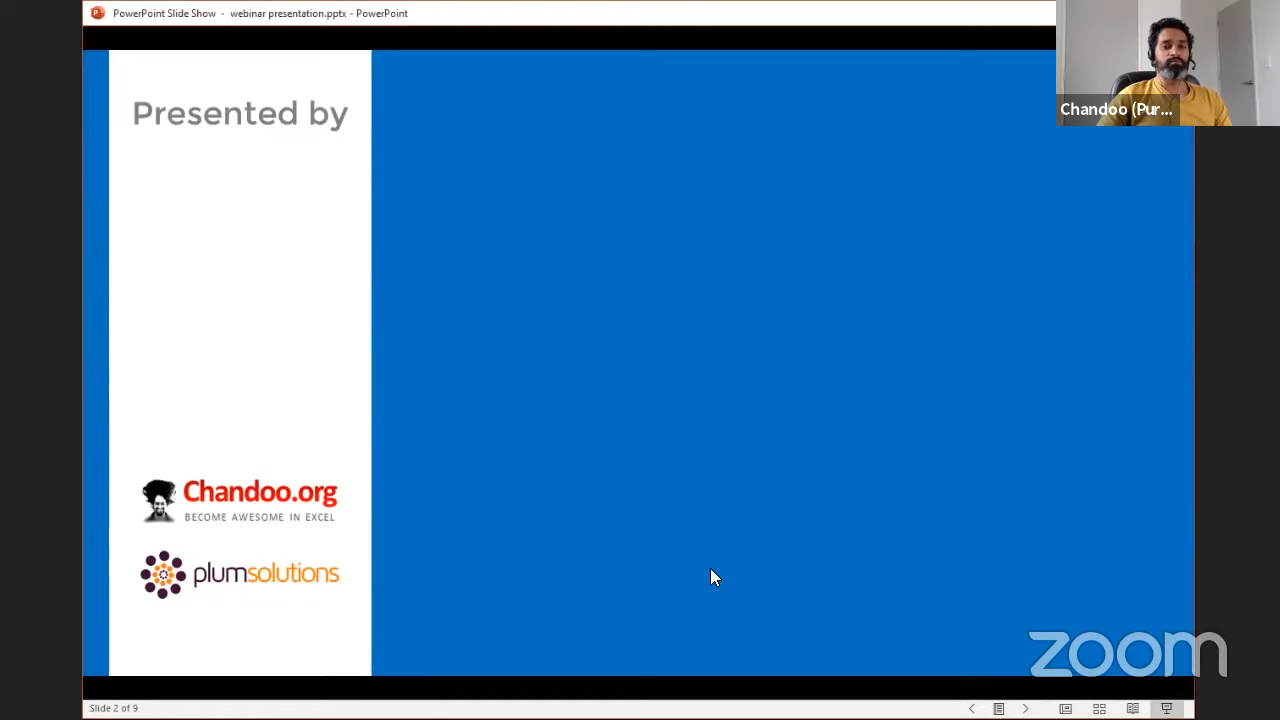 PowerPoint Slide Show - webinar presentation.pptx - PowerPoint
Chandoo (Pur...
Presented by
Chandoo.org
BECOME AWESOME IN EXCEL
plumsolutions
zoom
Slide 2 of 9